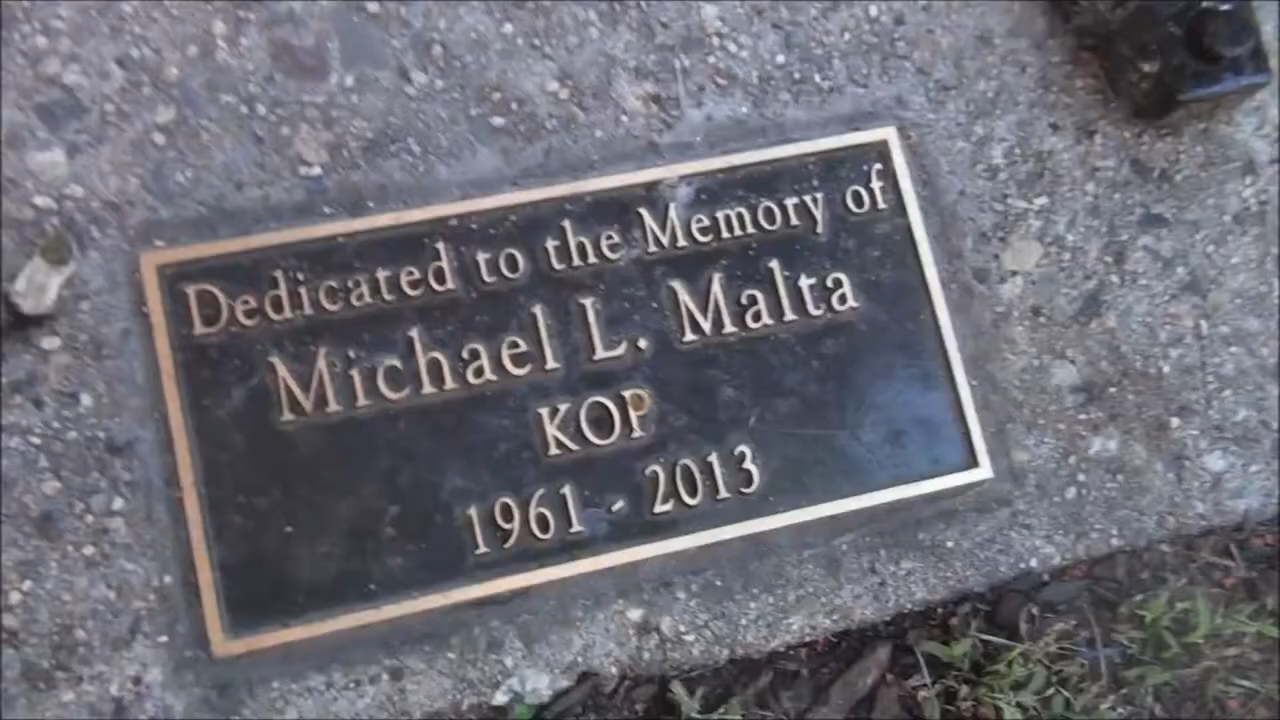 Dedicated to the Memory of
Michael L. Malta
KOP
1961 - 2013